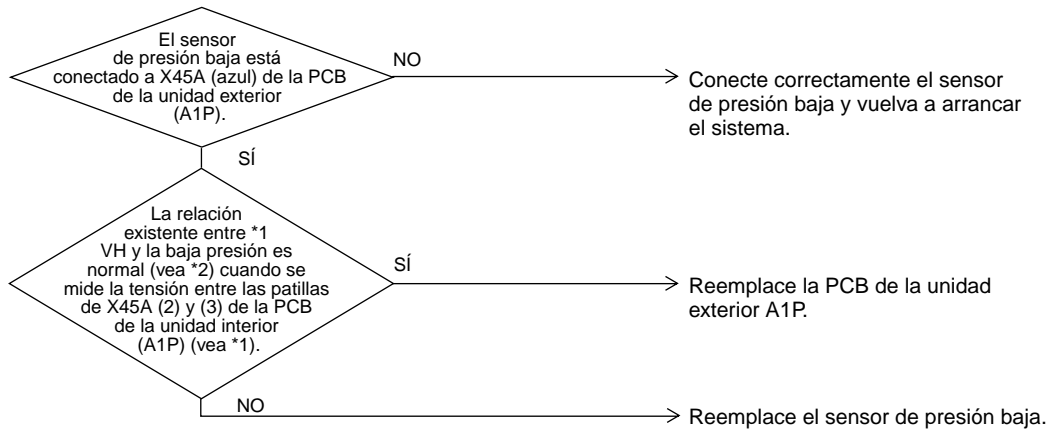 El sensor
de presión baja está
conectado a X45A (azul) de la PCB
de la unidad exterior
(A1P).
NO
Conecte correctamente el sensor
de presión baja y vuelva a arrancar
el sistema.
SÍ
La relación
existente entre *1
VH y la baja presión es
normal (vea *2) cuando se
mide la tensión entre las patillas
de X45A (2) y (3) de la PCB
de la unidad interior
(A1P) (vea *1).
SÍ
Reemplace la PCB de la unidad
exterior A1P.
NO
Reemplace el sensor de presión baja.